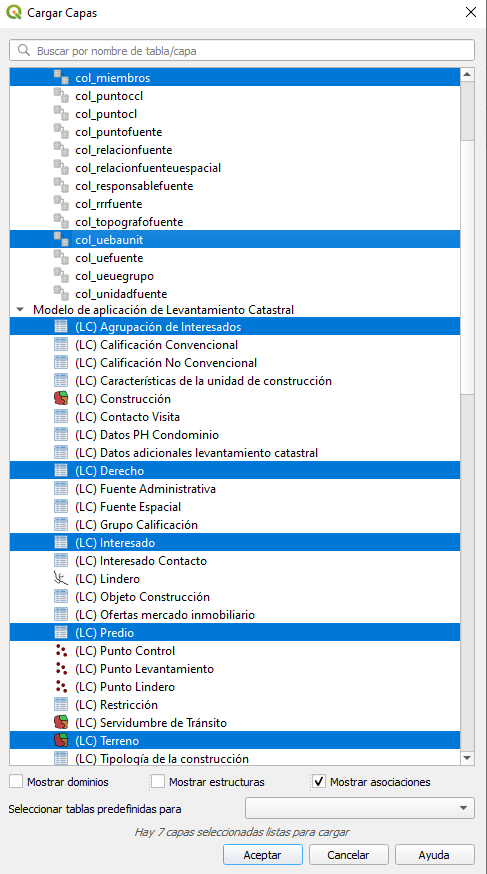 Cargar Capas
Buscar por nombre de tabla/capa
col_miembros
col_puntoccl
col_puntocl
col_puntofuente
col_relacionfuente
col_relacionfuenteuespacial
col_responsablefuente
col_rrrfuente
col_topografofuente
col_uebaunit
col_uefuente
col_ueuegrupo
col_unidadfuente
Modelo de aplicación de Levantamiento Catastral
(LC) Agrupación de Interesados
(LC) Calificación Convencional
(LC) Calificación No Convencional
(LC) Características de la unidad de construcción
(LC) Construcción
(LC) Contacto Visita
(LC) Datos PH Condominio
(LC) Datos adicionales levantamiento catastral
(LC) Derecho
(LC) Fuente Administrativa
(LC) Fuente Espacial
(LC) Grupo Calificación
(LC) Interesado
(LC) Interesado Contacto
(LC) Lindero
(LC) Objeto Construcción
(LC) Ofertas mercado inmobiliario
(LC) Predio
(LC) Punto Control
(LC) Punto Levantamiento
(LC) Punto Lindero
(LC) Restricción
(LC) Servidumbre de Tránsito
(LC) Terreno
(LC) Tipología de la construcción
Mostrar dominios Mostrar estructuras Mostrar asociaciones
Seleccionar tablas predefinidas para
Hay 7 capas seleccionadas listas para cargar
Aceptar Cancelar Ayuda